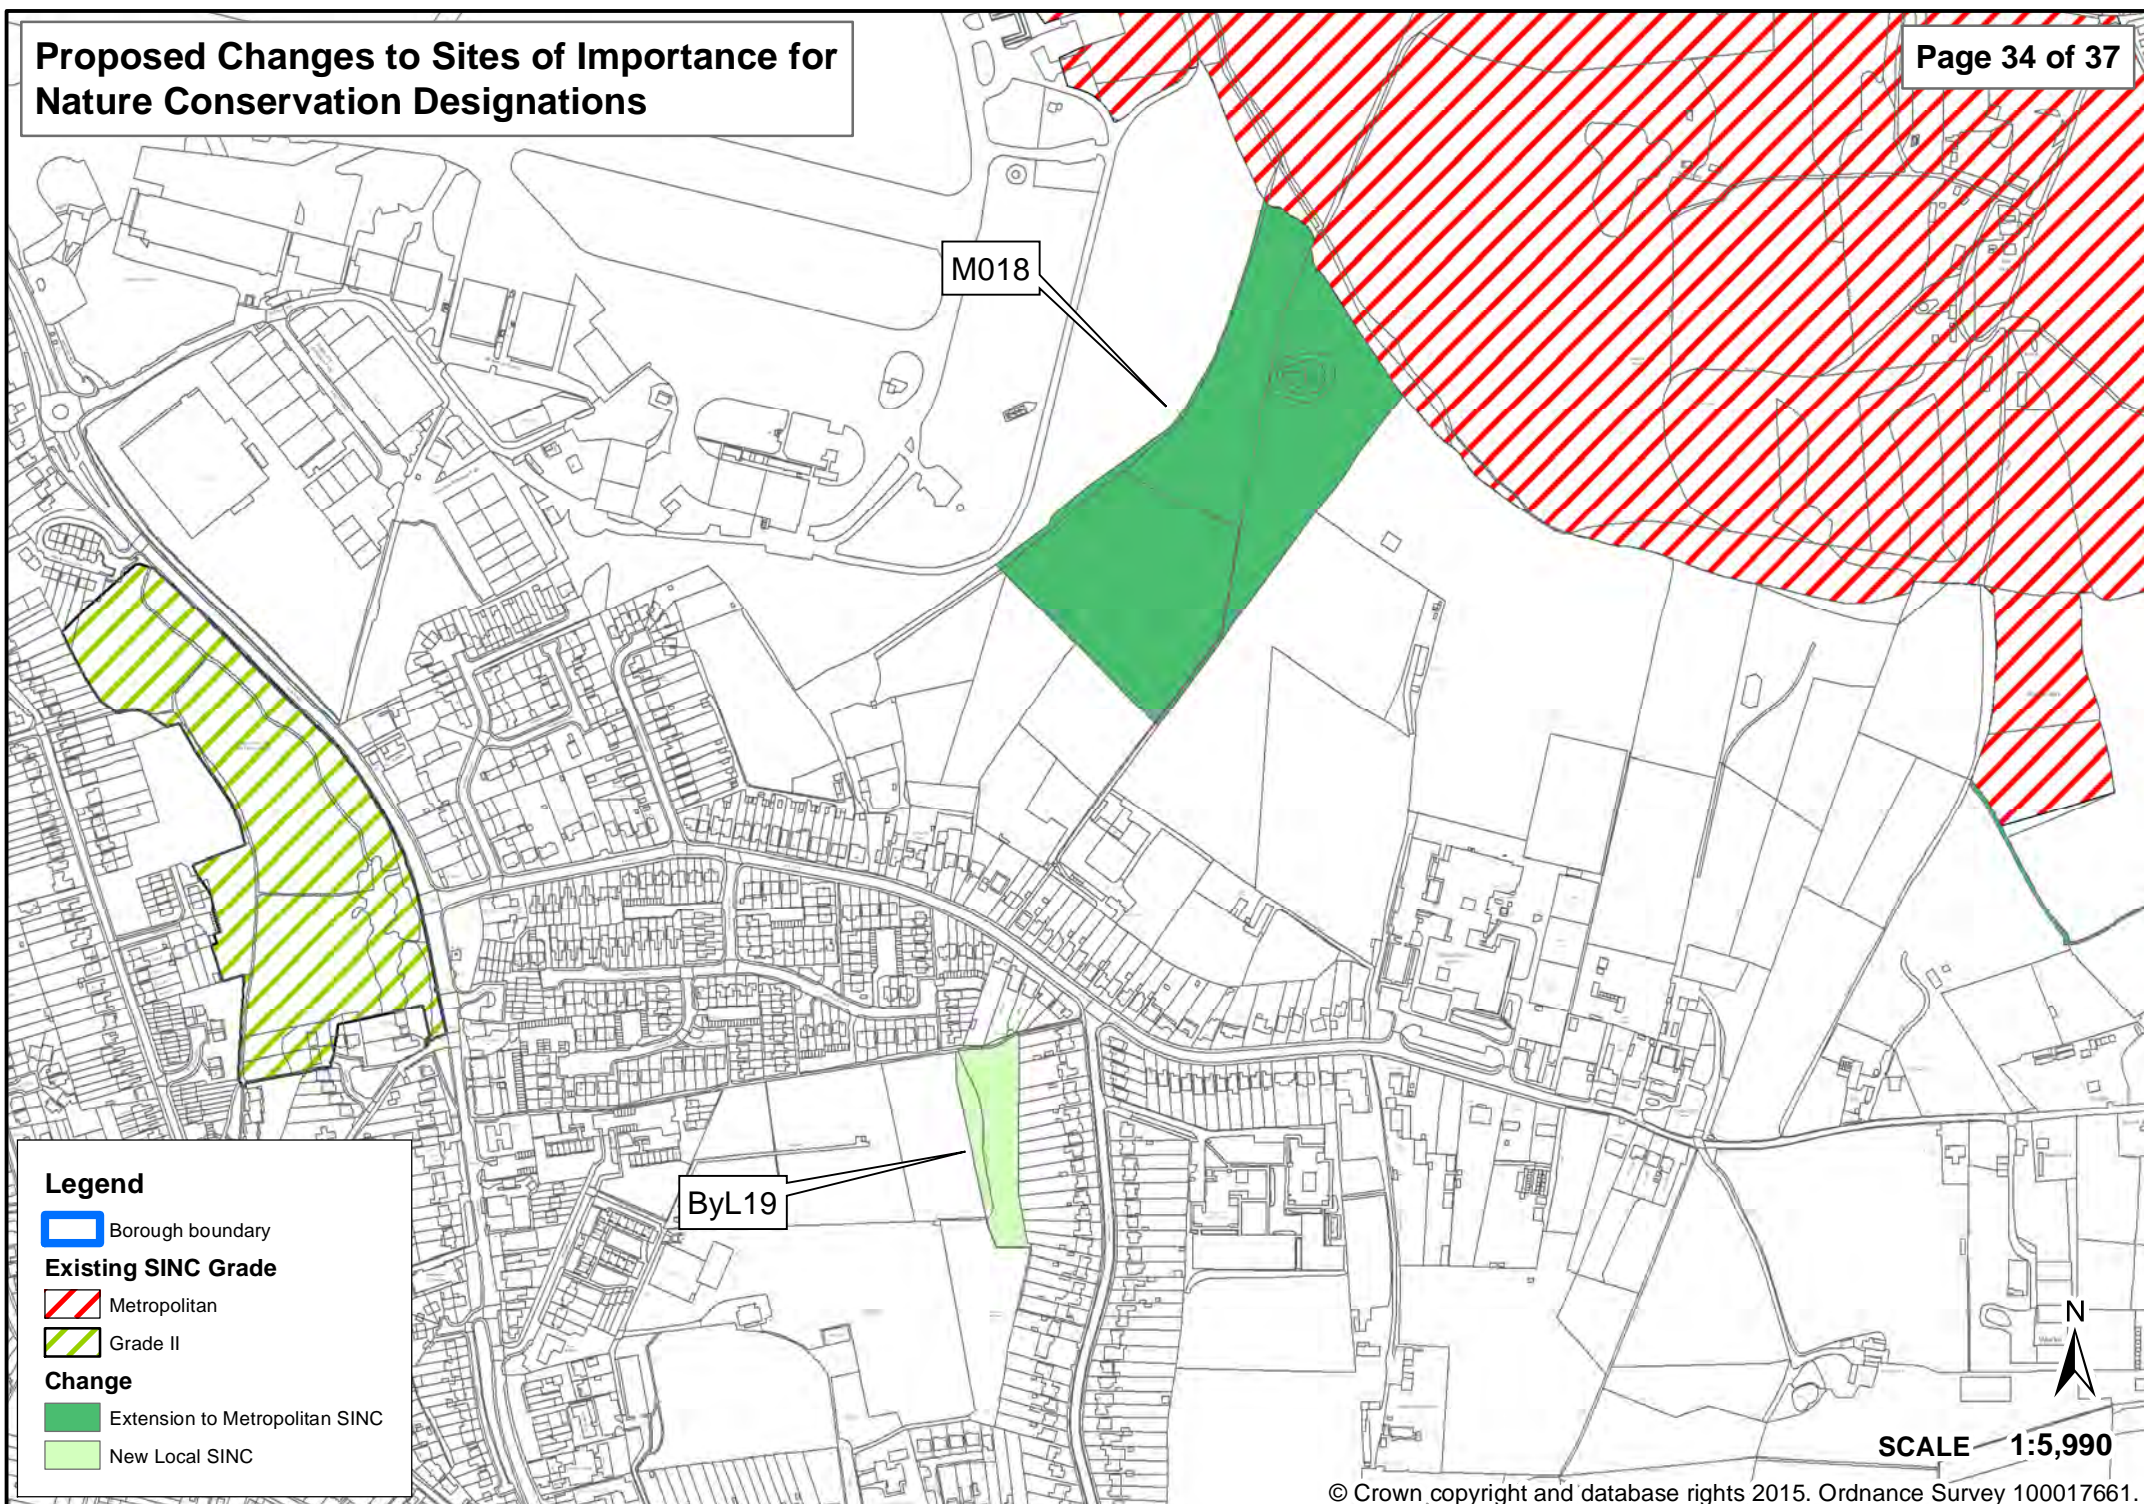 Proposed Changes to Sites of Importance for
Nature Conservation Designations
Page 34 of 37
M018
ByL19
Legend
Borough boundary
Existing SINC Grade
Metropolitan
Grade II
Change
Extension to Metropolitan SINC
New Local SINC
N
SCALE 1:5,990
© Crown copyright and database rights 2015. Ordnance Survey 100017661.